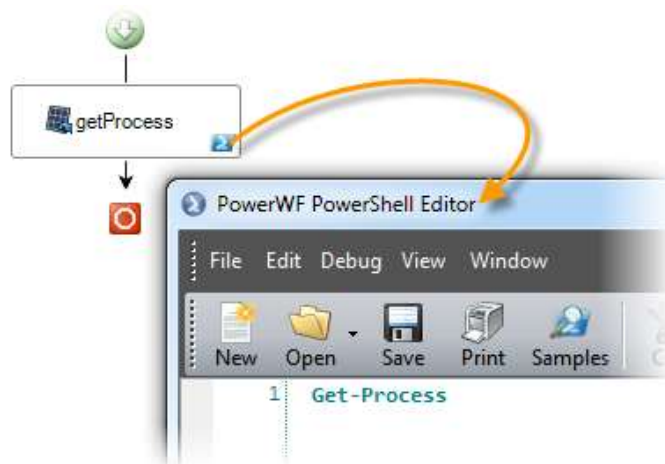 getProcess
PowerWF PowerShell Editor
File Edit Debug View Window
New Open Save Print Samples
1 Get-Process